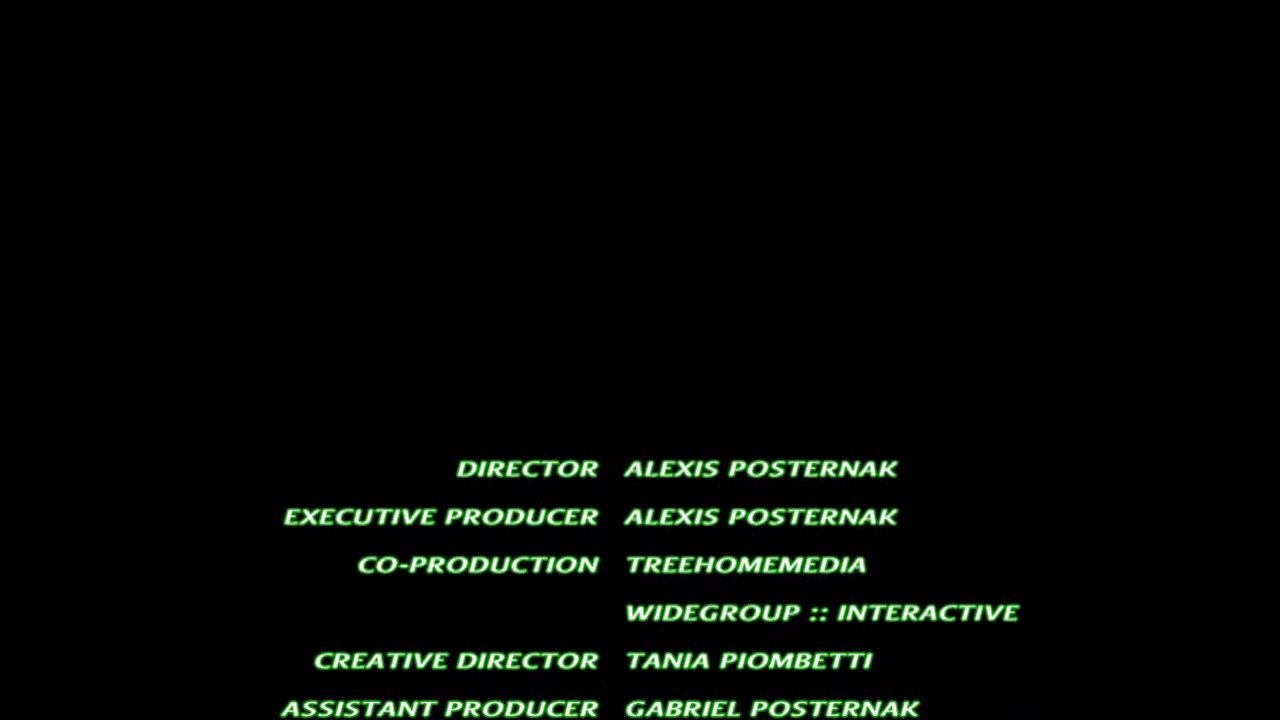 DIRECTOR ALEXIS POSTERNAK
EXECUTIVE PRODUCER ALEXIS POSTERNAK
CO-PRODUCTION TREEHOMEMEDIA
WIDEGROUP :: INTERACTIVE
CREATIVE DIRECTOR TANIA PIOMBETTI
ASSISTANT PRODUCER GABRIEL POSTERNAK